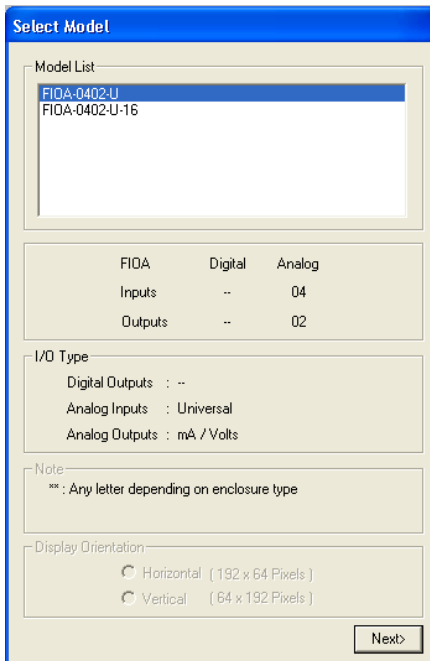 Select Model
Model List
FIOA-0402-U
FIOA-0402-U-16
FIOA Digital Analog
Inputs -- 04
Outputs -- 02
I/O Type
Digital Outputs : --
Analog Inputs : Universal
Analog Outputs : mA / Volts
Note
** : Any letter depending on enclosure type
Display Orientation
Horizontal ( 192 x 64 Pixels )
Vertical ( 64 x 192 Pixels )
Next>